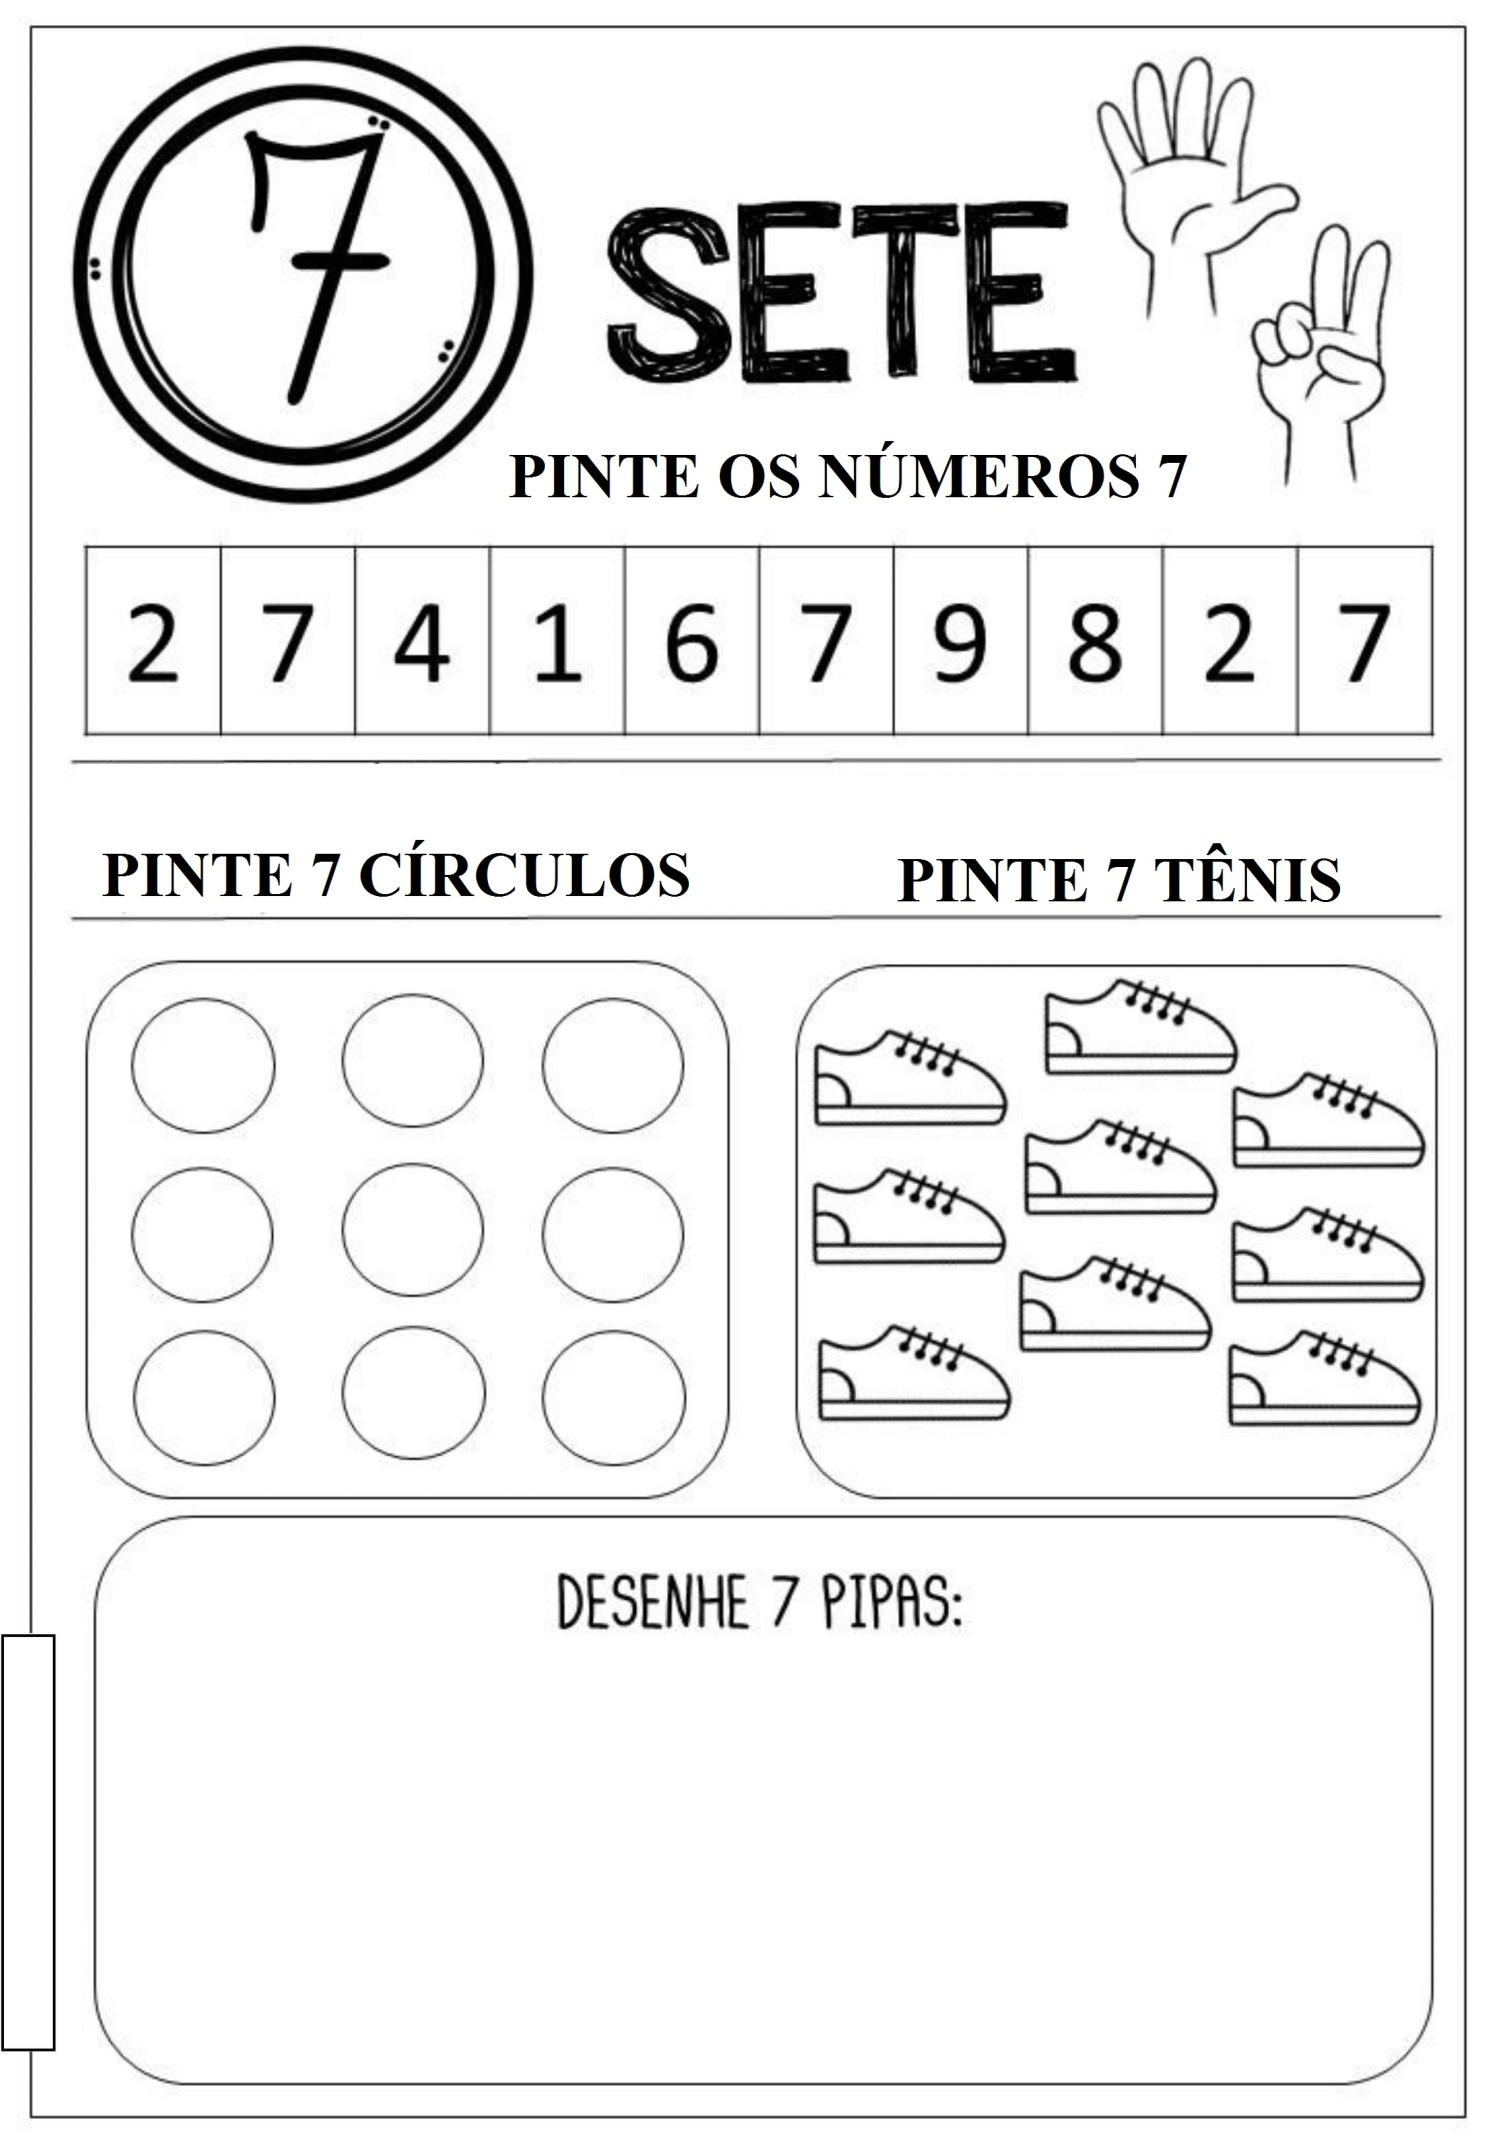 7
SETE
PINTE OS NÚMEROS 7
2 7 4 1 6 7 9 8 2 7
PINTE 7 CÍRCULOS
PINTE 7 TÊNIS
DESENHE 7 PIPAS: